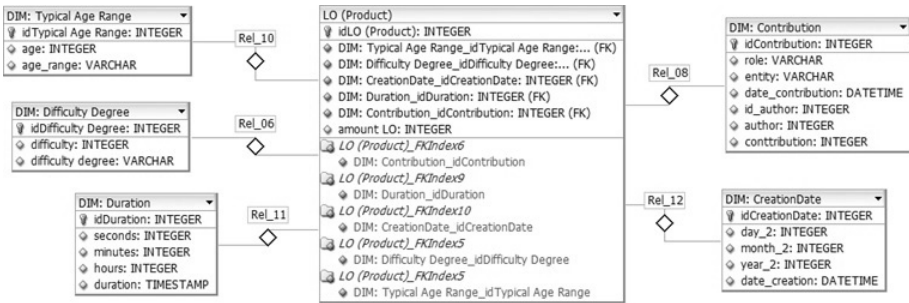 DIM: Typical Age Range
idTypical Age Range: INTEGER
age: INTEGER
age_range: VARCHAR
Rel_10
DIM: Difficulty Degree
idDifficulty Degree: INTEGER
difficulty: INTEGER
difficulty degree: VARCHAR
Rel_06
DIM: Duration
idDuration: INTEGER
seconds: INTEGER
minutes: INTEGER
hours: INTEGER
duration: TIMESTAMP
Rel_11
LO (Product)
idLO (Product): INTEGER
DIM: Typical Age Range_idTypical Age Range:... (FK)
DIM: Difficulty Degree_idDifficulty Degree:... (FK)
DIM: CreationDate_idCreationDate: INTEGER (FK)
DIM: Duration_idDuration: INTEGER (FK)
DIM: Contribution_idContribution: INTEGER (FK)
amount LO: INTEGER
LO (Product)_FKIndex6
DIM: Contribution_idContribution
LO (Product)_FKIndex9
DIM: Duration_idDuration
LO (Product)_FKIndex10
DIM: CreationDate_idCreationDate
LO (Product)_FKIndex5
DIM: Difficulty Degree_idDifficulty Degree
LO (Product)_FKIndex5
DIM: Typical Age Range_idTypical Age Range
Rel_08
DIM: Contribution
idContribution: INTEGER
role: VARCHAR
entity: VARCHAR
date_contribution: DATETIME
id_author: INTEGER
author: INTEGER
conttribution: INTEGER
Rel_12
DIM: CreationDate
idCreationDate: INTEGER
day_2: INTEGER
month_2: INTEGER
year_2: INTEGER
date_creation: DATETIME